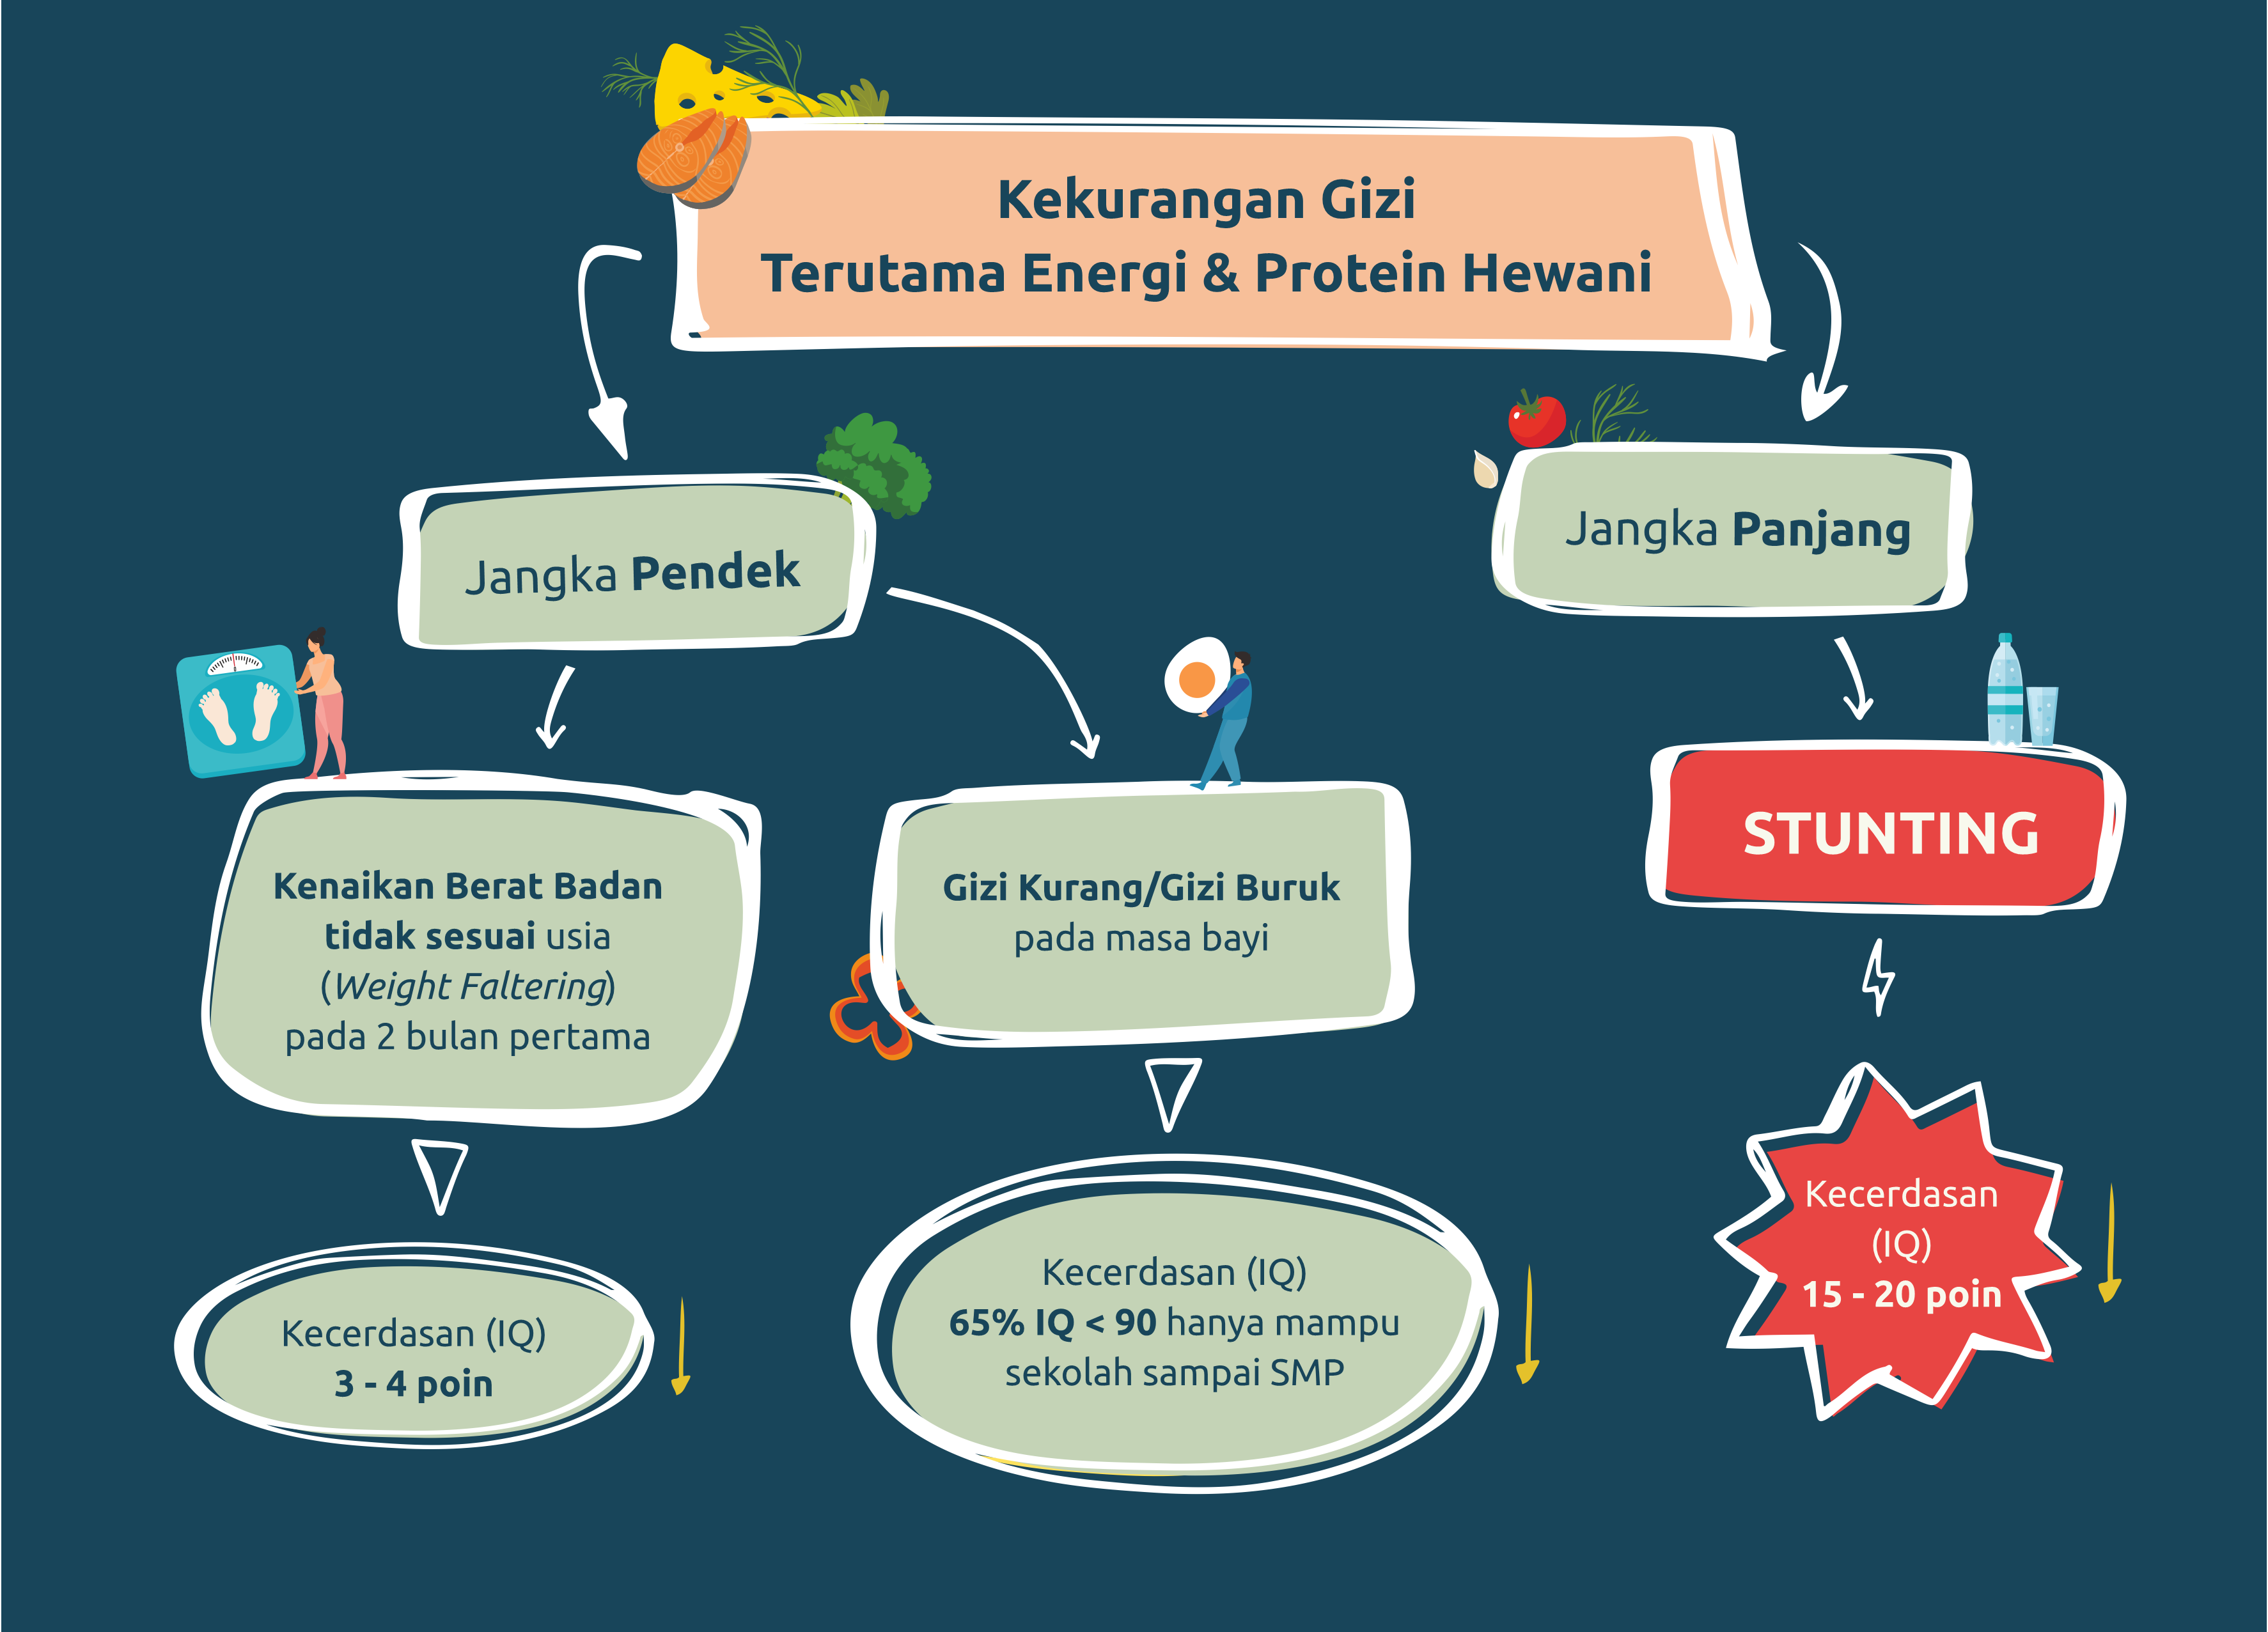 Kekurangan Gizi
Terutama Energi & Protein Hewani
Jangka Pendek
Jangka Panjang
Kenaikan Berat Badan
tidak sesuai usia
(Weight Faltering)
pada 2 bulan pertama
Gizi Kurang/Gizi Buruk
pada masa bayi
STUNTING
Kecerdasan (IQ)
3 - 4 poin
Kecerdasan (IQ)
65% IQ < 90 hanya mampu
sekolah sampai SMP
Kecerdasan
(IQ)
15 - 20 poin